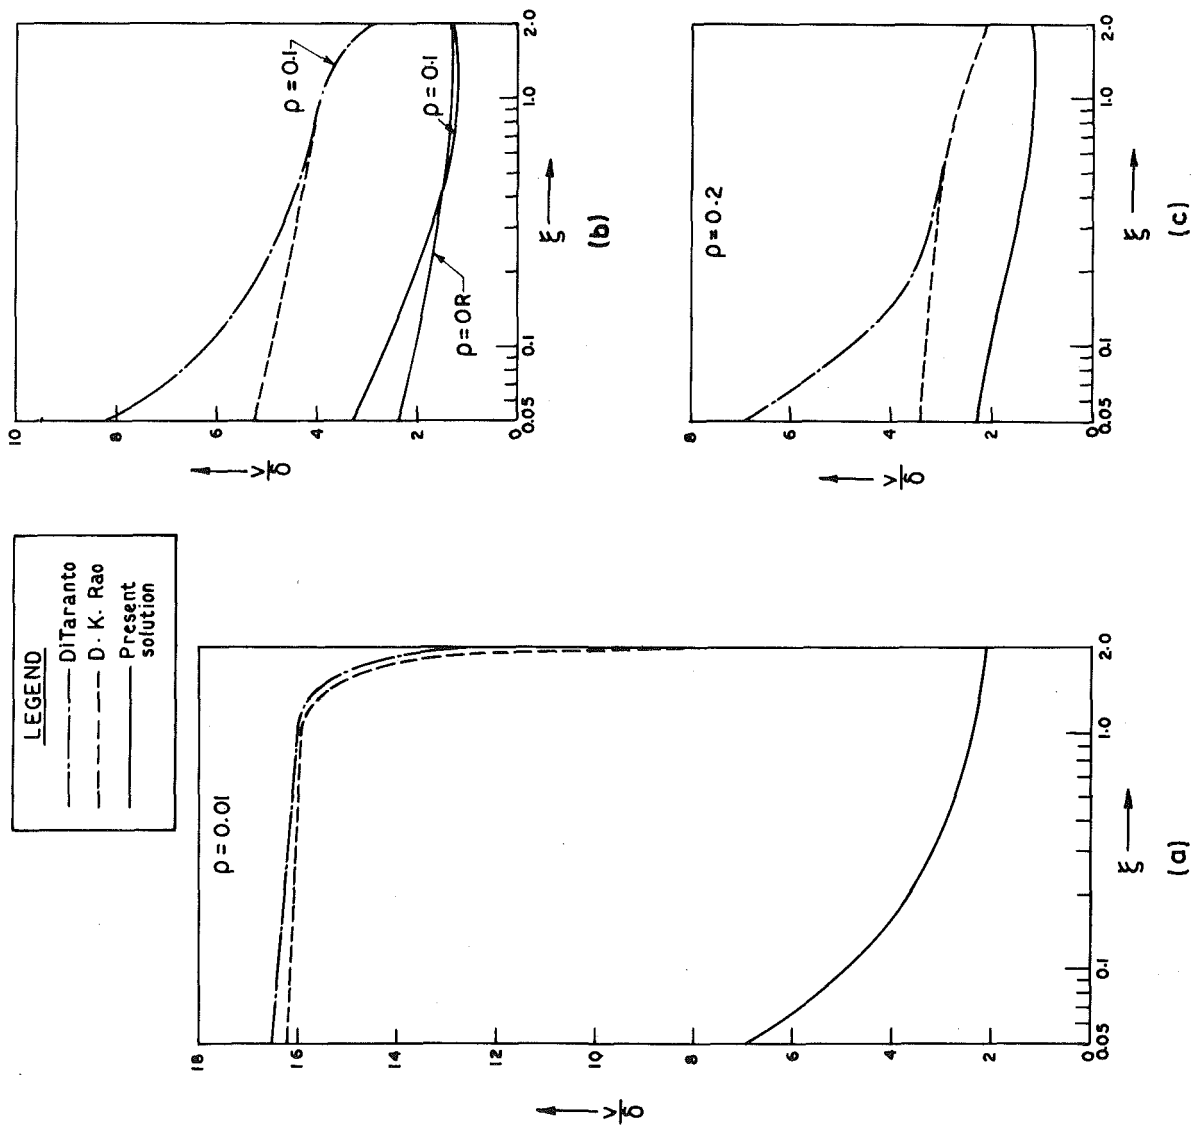 LEGEND
DiTaranto
D. K. Rao
Present
solution
ρ = 0.01
18
16
14
12
10
8
6
4
2
0
0.05
0.1
1.0
2.0
v/δ
ξ
(a)
ρ = 0.1
ρ = 0.1
ρ = OR
10
8
6
4
2
0
0.05
0.1
1.0
2.0
ξ
(b)
ρ = 0.2
8
6
4
2
0
0.05
0.1
1.0
2.0
ξ
(c)